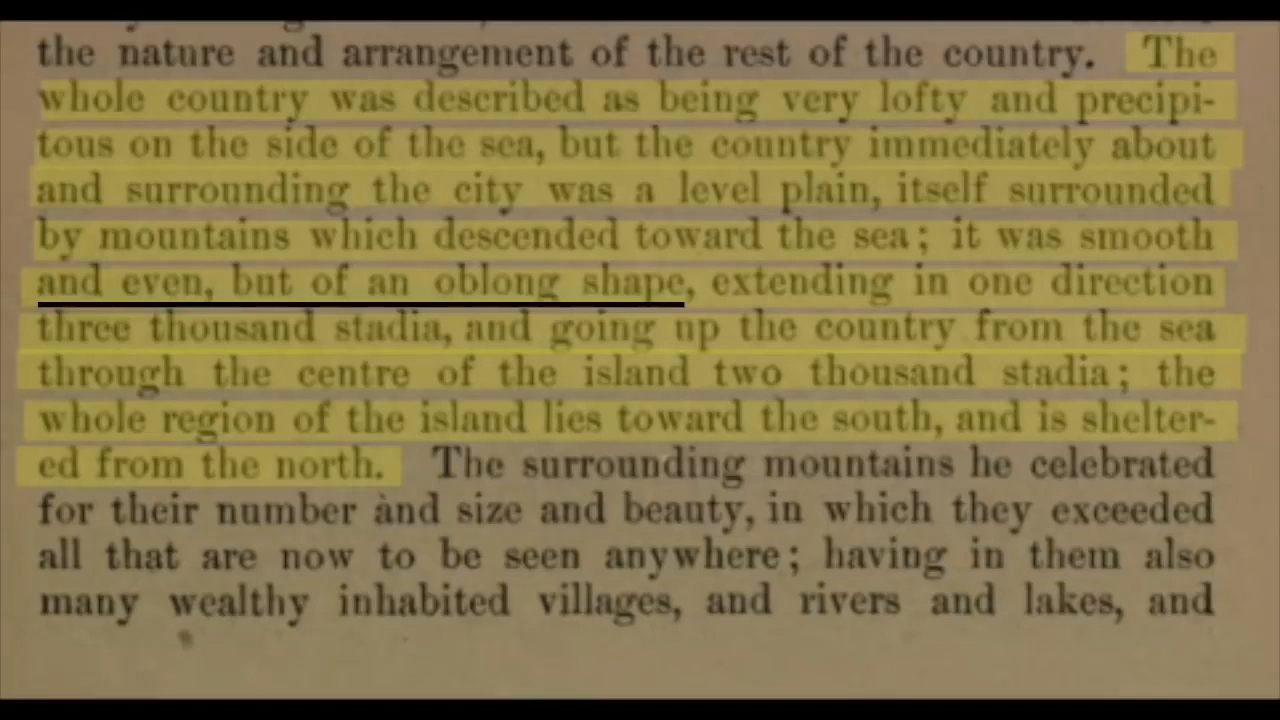 the nature and arrangement of the rest of the country. The
whole country was described as being very lofty and precipi-
tous on the side of the sea, but the country immediately about
and surrounding the city was a level plain, itself surrounded
by mountains which descended toward the sea; it was smooth
and even, but of an oblong shape, extending in one direction
three thousand stadia, and going up the country from the sea
through the centre of the island two thousand stadia; the
whole region of the island lies toward the south, and is shelter-
ed from the north. The surrounding mountains he celebrated
for their number and size and beauty, in which they exceeded
all that are now to be seen anywhere; having in them also
many wealthy inhabited villages, and rivers and lakes, and